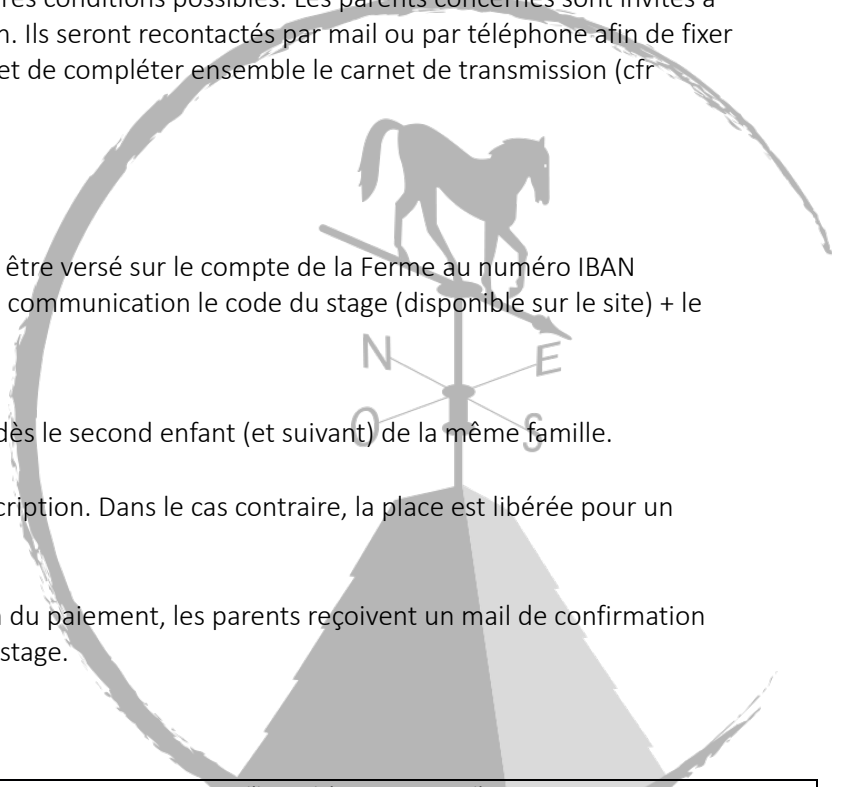 res conditions possibles. Les parents concernés sont invités à
n. Ils seront recontactés par mail ou par téléphone afin de fixer
et de compléter ensemble le carnet de transmission (cfr
être versé sur le compte de la Ferme au numéro IBAN
communication le code du stage (disponible sur le site) + le
N E
O S
dès le second enfant (et suivant) de la même famille.
cription. Dans le cas contraire, la place est libérée pour un
du paiement, les parents reçoivent un mail de confirmation
stage.